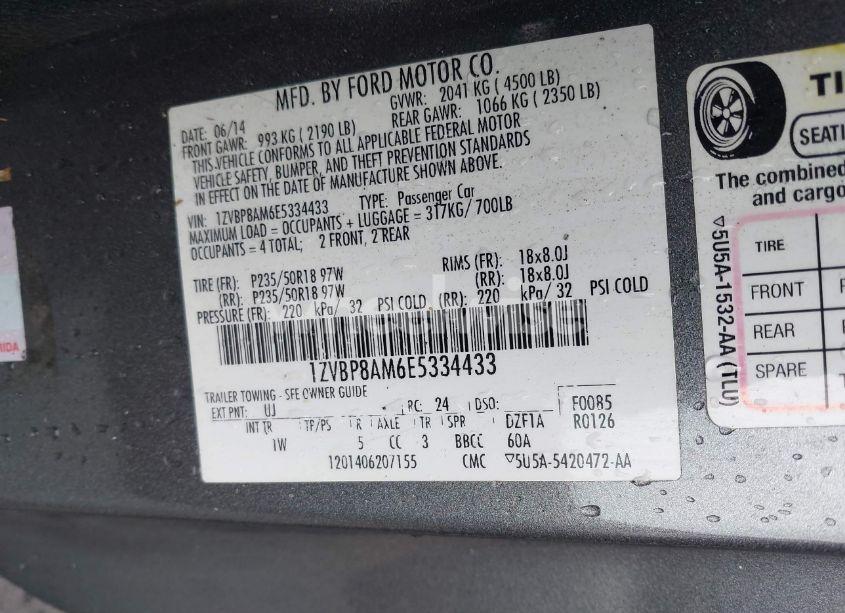 MFD. BY FORD MOTOR CO.
DATE: 06/14 GVWR: 2041 KG ( 4500 LB)
FRONT GAWR: 993 KG ( 2190 LB) REAR GAWR: 1066 KG ( 2350 LB)
THIS VEHICLE CONFORMS TO ALL APPLICABLE FEDERAL MOTOR
VEHICLE SAFETY, BUMPER, AND THEFT PREVENTION STANDARDS
IN EFFECT ON THE DATE OF MANUFACTURE SHOWN ABOVE.
VIN: 1ZVBP8AM6E5334433 TYPE: Passenger Car
MAXIMUM LOAD = OCCUPANTS + LUGGAGE = 317KG/ 700LB
OCCUPANTS = 4 TOTAL; 2 FRONT, 2 REAR
TIRE (FR): P235/50R18 97W RIMS (FR): 18x8.0J
(RR): P235/50R18 97W (RR): 18x8.0J
PRESSURE (FR): 220 kPa/ 32 PSI COLD (RR): 220 kPa/ 32 PSI COLD
1ZVBP8AM6E5334433
TRAILER TOWING - SEE OWNER GUIDE
EXT PNT: UJ RC: 24 DSO: F0085
INT TR TP/PS R AXLE TR SPR DZF1A R0126
IW 5 CC 3 BBCC 60A
1201406207155 CMC ▽5U5A-5420472-AA
TI
SEATI
The combined
and cargo
TIRE
FRONT
REAR
SPARE
▽5U5A-1532-AA (TLU)